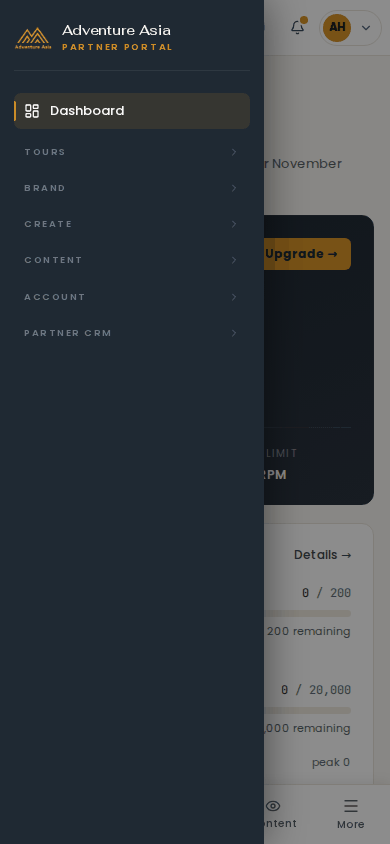 Adventure Asia
PARTNER PORTAL
Adventure Asia
AH
Dashboard
TOURS
November
BRAND
CREATE
Upgrade →
CONTENT
ACCOUNT
PARTNER CRM
LIMIT
RPM
Details →
0 / 200
200 remaining
0 / 20,000
,000 remaining
peak 0
ntent
More